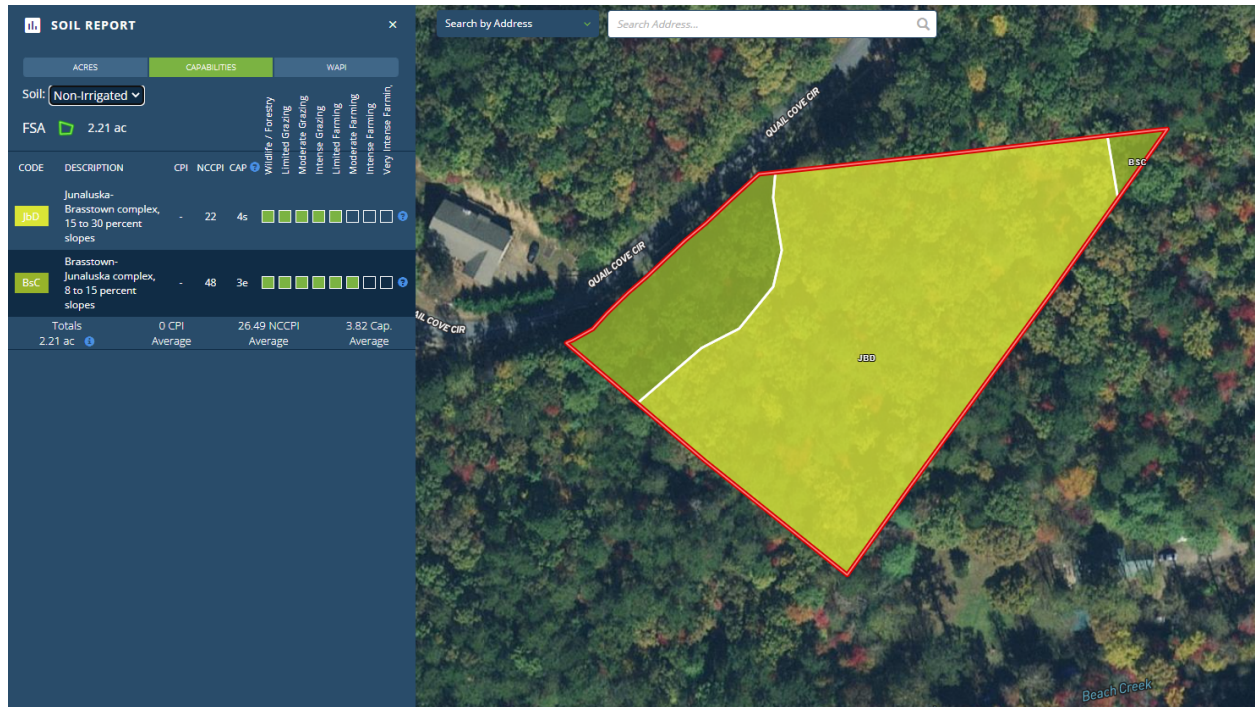 SOIL REPORT
×
Search by Address
Search Address...
ACRES
CAPABILITIES
WAPI
Soil:
Non-Irrigated
FSA
2.21 ac
CODE
DESCRIPTION
CPI
NCCPI
CAP
Wildlife / Forestry
Limited Grazing
Moderate Grazing
Intense Grazing
Limited Farming
Moderate Farming
Intense Farming
Very Intense Farmin
JbD
Junaluska-
Brasstown complex,
15 to 30 percent
slopes
-
22
4s
BsC
Brasstown-
Junaluska complex,
8 to 15 percent
slopes
-
48
3e
Totals
2.21 ac
0 CPI
Average
26.49 NCCPI
Average
3.82 Cap.
Average
QUAIL COVE CIR
BSC
QUAIL COVE CIR
AIL COVE CIR
JBD
Beach Creek